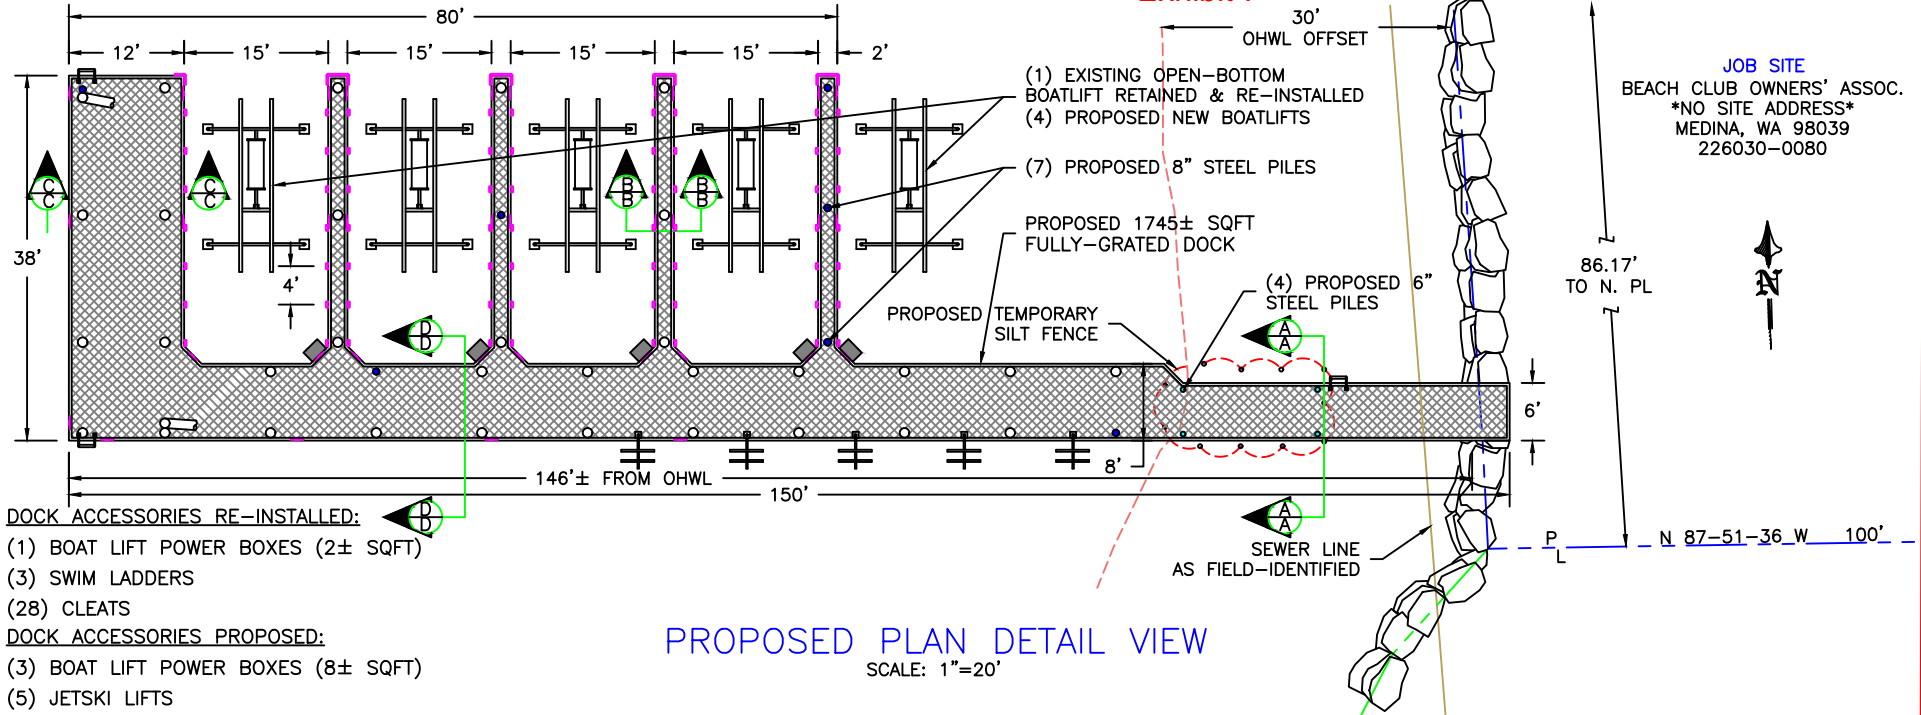 80'
12'
15'
15'
15'
15'
2'
30'
OHWL OFFSET
JOB SITE
BEACH CLUB OWNERS' ASSOC.
*NO SITE ADDRESS*
MEDINA, WA 98039
226030-0080
(1) EXISTING OPEN-BOTTOM
BOATLIFT RETAINED & RE-INSTALLED
(4) PROPOSED NEW BOATLIFTS
(7) PROPOSED 8" STEEL PILES
PROPOSED 1745± SQFT
FULLY-GRATED DOCK
C
C
C
C
B
B
B
B
38'
4'
86.17'
TO N. PL
N
(4) PROPOSED 6"
STEEL PILES
PROPOSED TEMPORARY
SILT FENCE
D
D
A
A
6'
8'
146'± FROM OHWL
150'
D
D
A
A
SEWER LINE
AS FIELD-IDENTIFIED
P
L
N 87-51-36 W 100'
DOCK ACCESSORIES RE-INSTALLED:
(1) BOAT LIFT POWER BOXES (2± SQFT)
(3) SWIM LADDERS
(28) CLEATS
DOCK ACCESSORIES PROPOSED:
(3) BOAT LIFT POWER BOXES (8± SQFT)
(5) JETSKI LIFTS
PROPOSED PLAN DETAIL VIEW
SCALE: 1"=20'